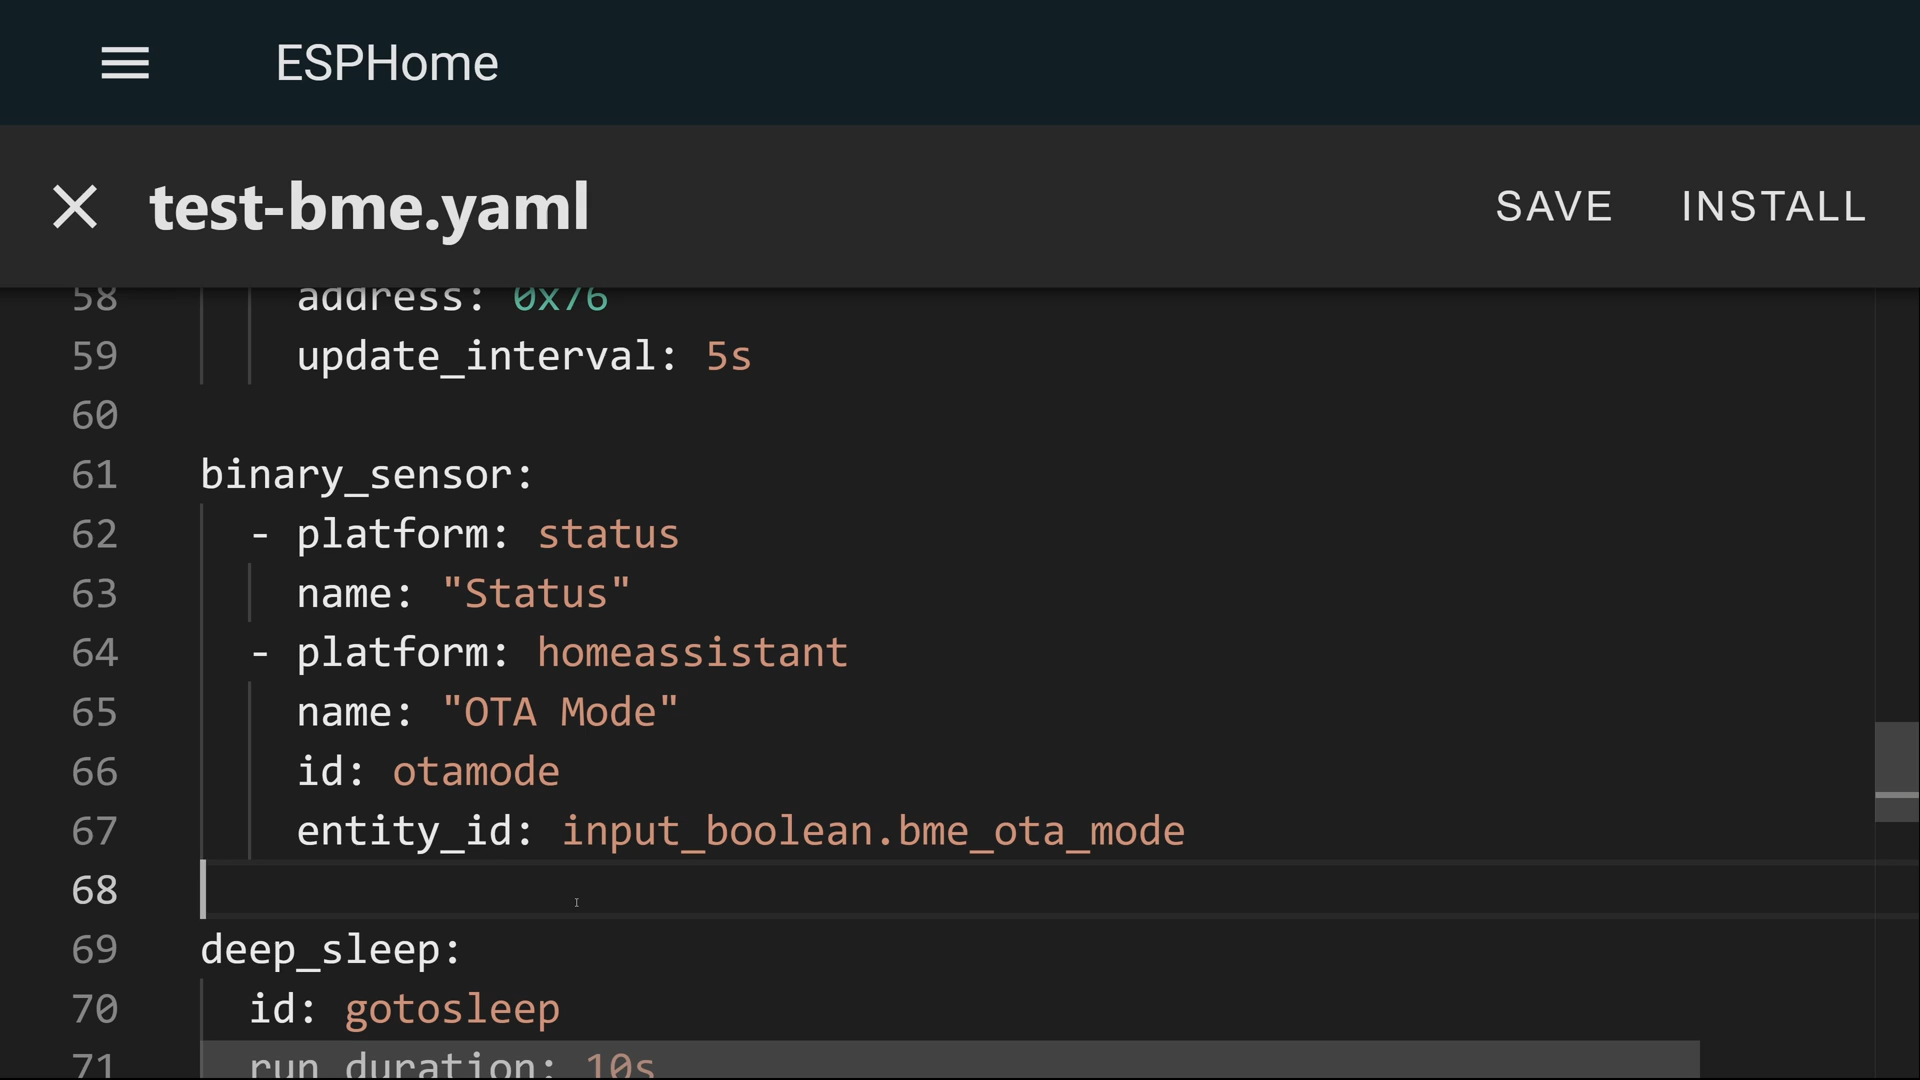 ESPHome
test-bme.yaml SAVE INSTALL
58 address: 0x76
59 update_interval: 5s
60
61 binary_sensor:
62 - platform: status
63 name: "Status"
64 - platform: homeassistant
65 name: "OTA Mode"
66 id: otamode
67 entity_id: input_boolean.bme_ota_mode
68
69 deep_sleep:
70 id: gotosleep
71 run_duration: 10s